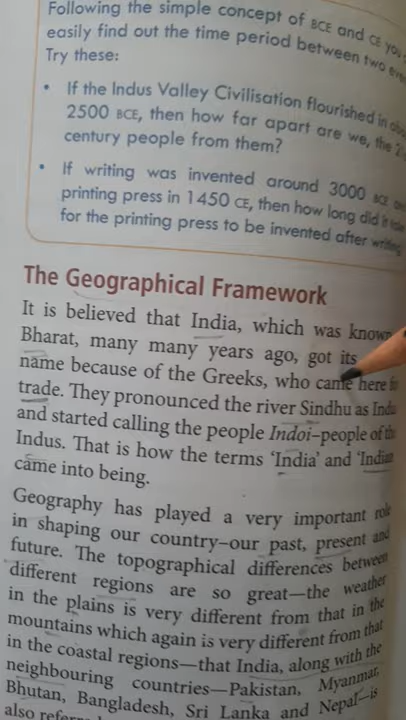 Following the simple concept of BCE and CE you
easily find out the time period between two
Try these:
• If the Indus Valley Civilisation flourished in
2500 BCE, then how far apart are we, the
century people from them?
• If writing was invented around 3000 BCE
printing press in 1450 CE, then how long did it
for the printing press to be invented after writing
The Geographical Framework
It is believed that India, which was known
Bharat, many many years ago, got its
name because of the Greeks, who came here
trade. They pronounced the river Sindhu as
and started calling the people Indoi–people of
Indus. That is how the terms ‘India’ and ‘Indian
came into being.
Geography has played a very important role
in shaping our country–our past, present and
future. The topographical differences between
different regions are so great—the weather
in the plains is very different from that in the
mountains which again is very different from that
in the coastal regions—that India, along with the
neighbouring countries—Pakistan, Myanmar,
Bhutan, Bangladesh, Sri Lanka and Nepal—is
also